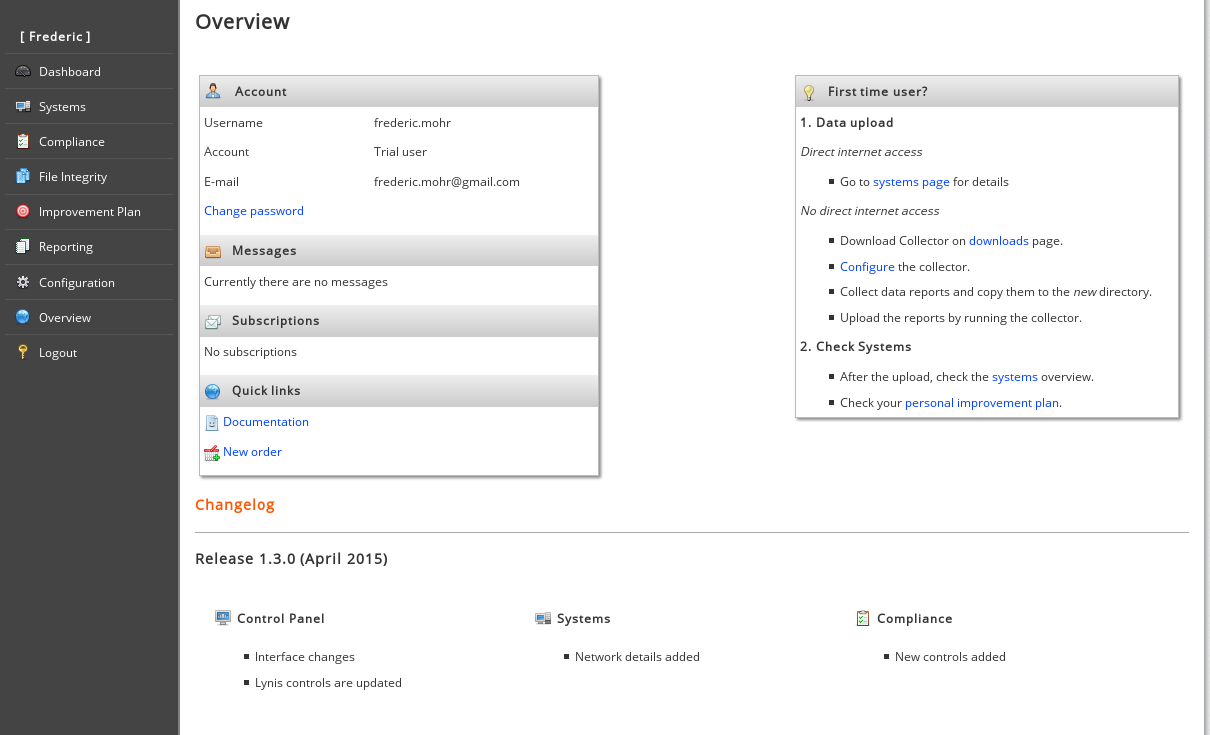 [ Frederic ]
Dashboard
Systems
Compliance
File Integrity
Improvement Plan
Reporting
Configuration
Overview
Logout
Overview
Account
Username frederic.mohr
Account Trial user
E-mail frederic.mohr@gmail.com
Change password
Messages
Currently there are no messages
Subscriptions
No subscriptions
Quick links
Documentation
New order
First time user?
1. Data upload
Direct internet access
Go to systems page for details
No direct internet access
Download Collector on downloads page.
Configure the collector.
Collect data reports and copy them to the new directory.
Upload the reports by running the collector.
2. Check Systems
After the upload, check the systems overview.
Check your personal improvement plan.
Changelog
Release 1.3.0 (April 2015)
Control Panel
Interface changes
Lynis controls are updated
Systems
Network details added
Compliance
New controls added